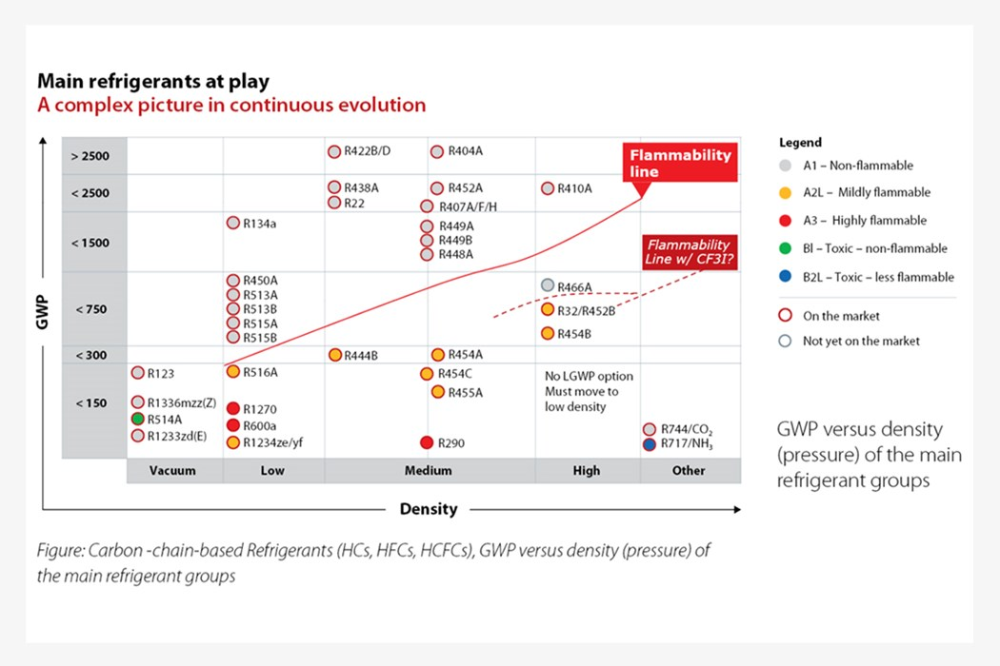 Main refrigerants at play
A complex picture in continuous evolution
GWP
> 2500
R422B/D
R404A
< 2500
R438A
R22
R452A
R407A/F/H
R410A
Flammability
line
< 1500
R134a
R449A
R449B
R448A
Flammability
Line w/ CF3I?
< 750
R450A
R513A
R513B
R515A
R515B
R466A
R32/R452B
R454B
< 300
R444B
R454A
< 150
R123
R1336mzz(Z)
R514A
R1233zd(E)
R516A
R1270
R600a
R1234ze/yf
R454C
R455A
R290
No LGWP option
Must move to
low density
R744/CO₂
R717/NH₃
Vacuum
Low
Medium
High
Other
Density
Legend
A1 – Non-flammable
A2L – Mildly flammable
A3 – Highly flammable
Bl – Toxic – non-flammable
B2L – Toxic – less flammable
On the market
Not yet on the market
GWP versus density
(pressure) of the main
refrigerant groups
Figure: Carbon -chain-based Refrigerants (HCs, HFCs, HCFCs), GWP versus density (pressure) of
the main refrigerant groups